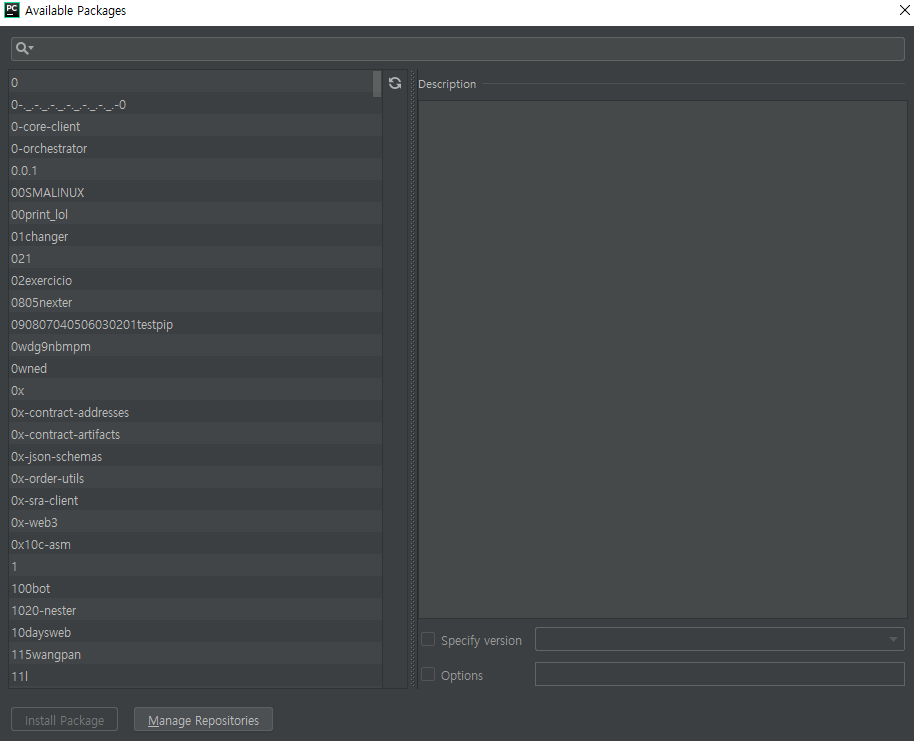 PC
Available Packages
0
0-._.-._.-._.-._.-._.-._.-0
0-core-client
0-orchestrator
0.0.1
00SMALINUX
00print_lol
01changer
021
02exercicio
0805nexter
090807040506030201testpip
0wdg9nbmpm
0wned
0x
0x-contract-addresses
0x-contract-artifacts
0x-json-schemas
0x-order-utils
0x-sra-client
0x-web3
0x10c-asm
1
100bot
1020-nester
10daysweb
115wangpan
11l
Description
Specify version
Options
Install Package
Manage Repositories